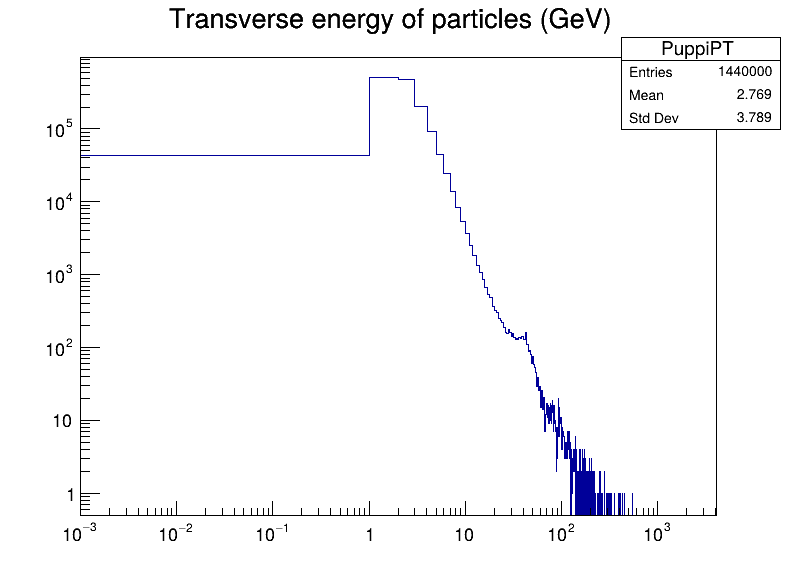 Transverse energy of particles (GeV)
PuppiPT
Entries 1440000
Mean 2.769
Std Dev 3.789
10^5
10^4
10^3
10^2
10
1
10^−3 10^−2 10^−1 1 10 10^2 10^3